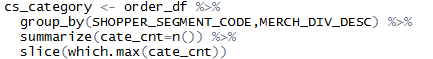 cs_category <- order_df %>%
  group_by(SHOPPER_SEGMENT_CODE,MERCH_DIV_DESC) %>%
  summarize(cate_cnt=n()) %>%
  slice(which.max(cate_cnt))